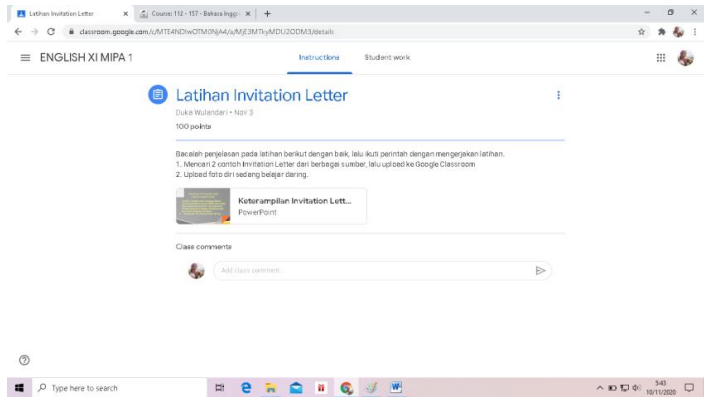 Latihan Invitation Letter
Course: 112 - 157 - Bahasa Inggr
classroom.google.com/c/MTE4NDIwOTM0NjA4/a/MjE3MTkyMDU2ODM3/details
ENGLISH XI MIPA 1
Instructions
Student work
Latihan Invitation Letter
Duka Wulandari • Nov 3
100 points
Bacalah penjelasan pada latihan berikut dengan baik, lalu ikuti perintah dengan mengerjakan latihan.
1. Mencari 2 contoh Invitation Letter dari berbagai sumber, lalu upload ke Google Classroom
2. Upload foto diri sedang belajar daring.
Keterampilan Invitation Lett...
PowerPoint
Class comments
Add class comment...
Type here to search
5:43
10/11/2020